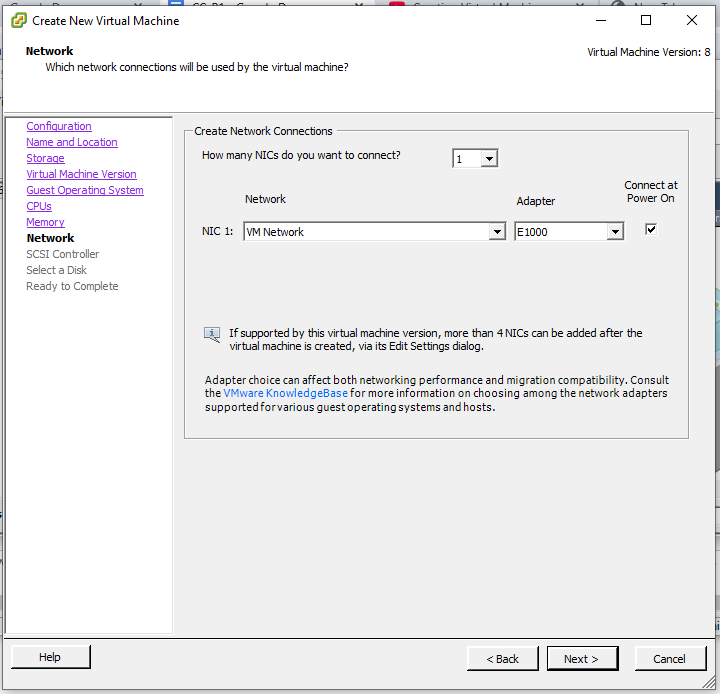 Create New Virtual Machine
Network
Which network connections will be used by the virtual machine?
Virtual Machine Version: 8
Configuration
Name and Location
Storage
Virtual Machine Version
Guest Operating System
CPUs
Memory
Network
SCSI Controller
Select a Disk
Ready to Complete
Create Network Connections
How many NICs do you want to connect?
1
Network
Adapter
Connect at
Power On
NIC 1:
VM Network
E1000
If supported by this virtual machine version, more than 4 NICs can be added after the
virtual machine is created, via its Edit Settings dialog.
Adapter choice can affect both networking performance and migration compatibility. Consult
the VMware KnowledgeBase for more information on choosing among the network adapters
supported for various guest operating systems and hosts.
Help
< Back
Next >
Cancel